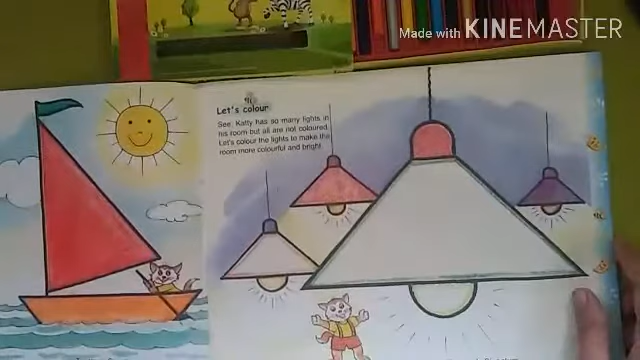 Made with KINEMASTER
Let's colour
See, Katty has so many lights in
his room but all are not coloured.
Let's colour the lights to make the
room more colourful and bright.